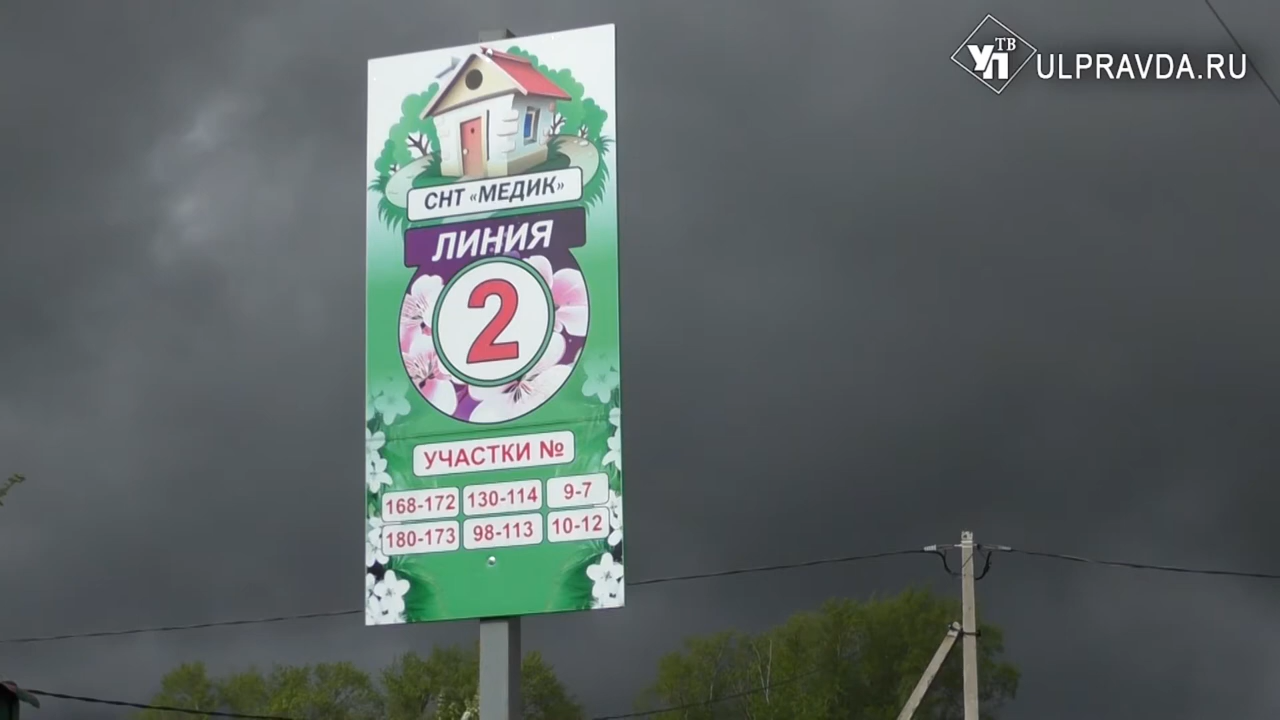 УП ТВ ULPRAVDA.RU
СНТ «МЕДИК»
ЛИНИЯ
2
УЧАСТКИ №
168-172 130-114 9-7
180-173 98-113 10-12